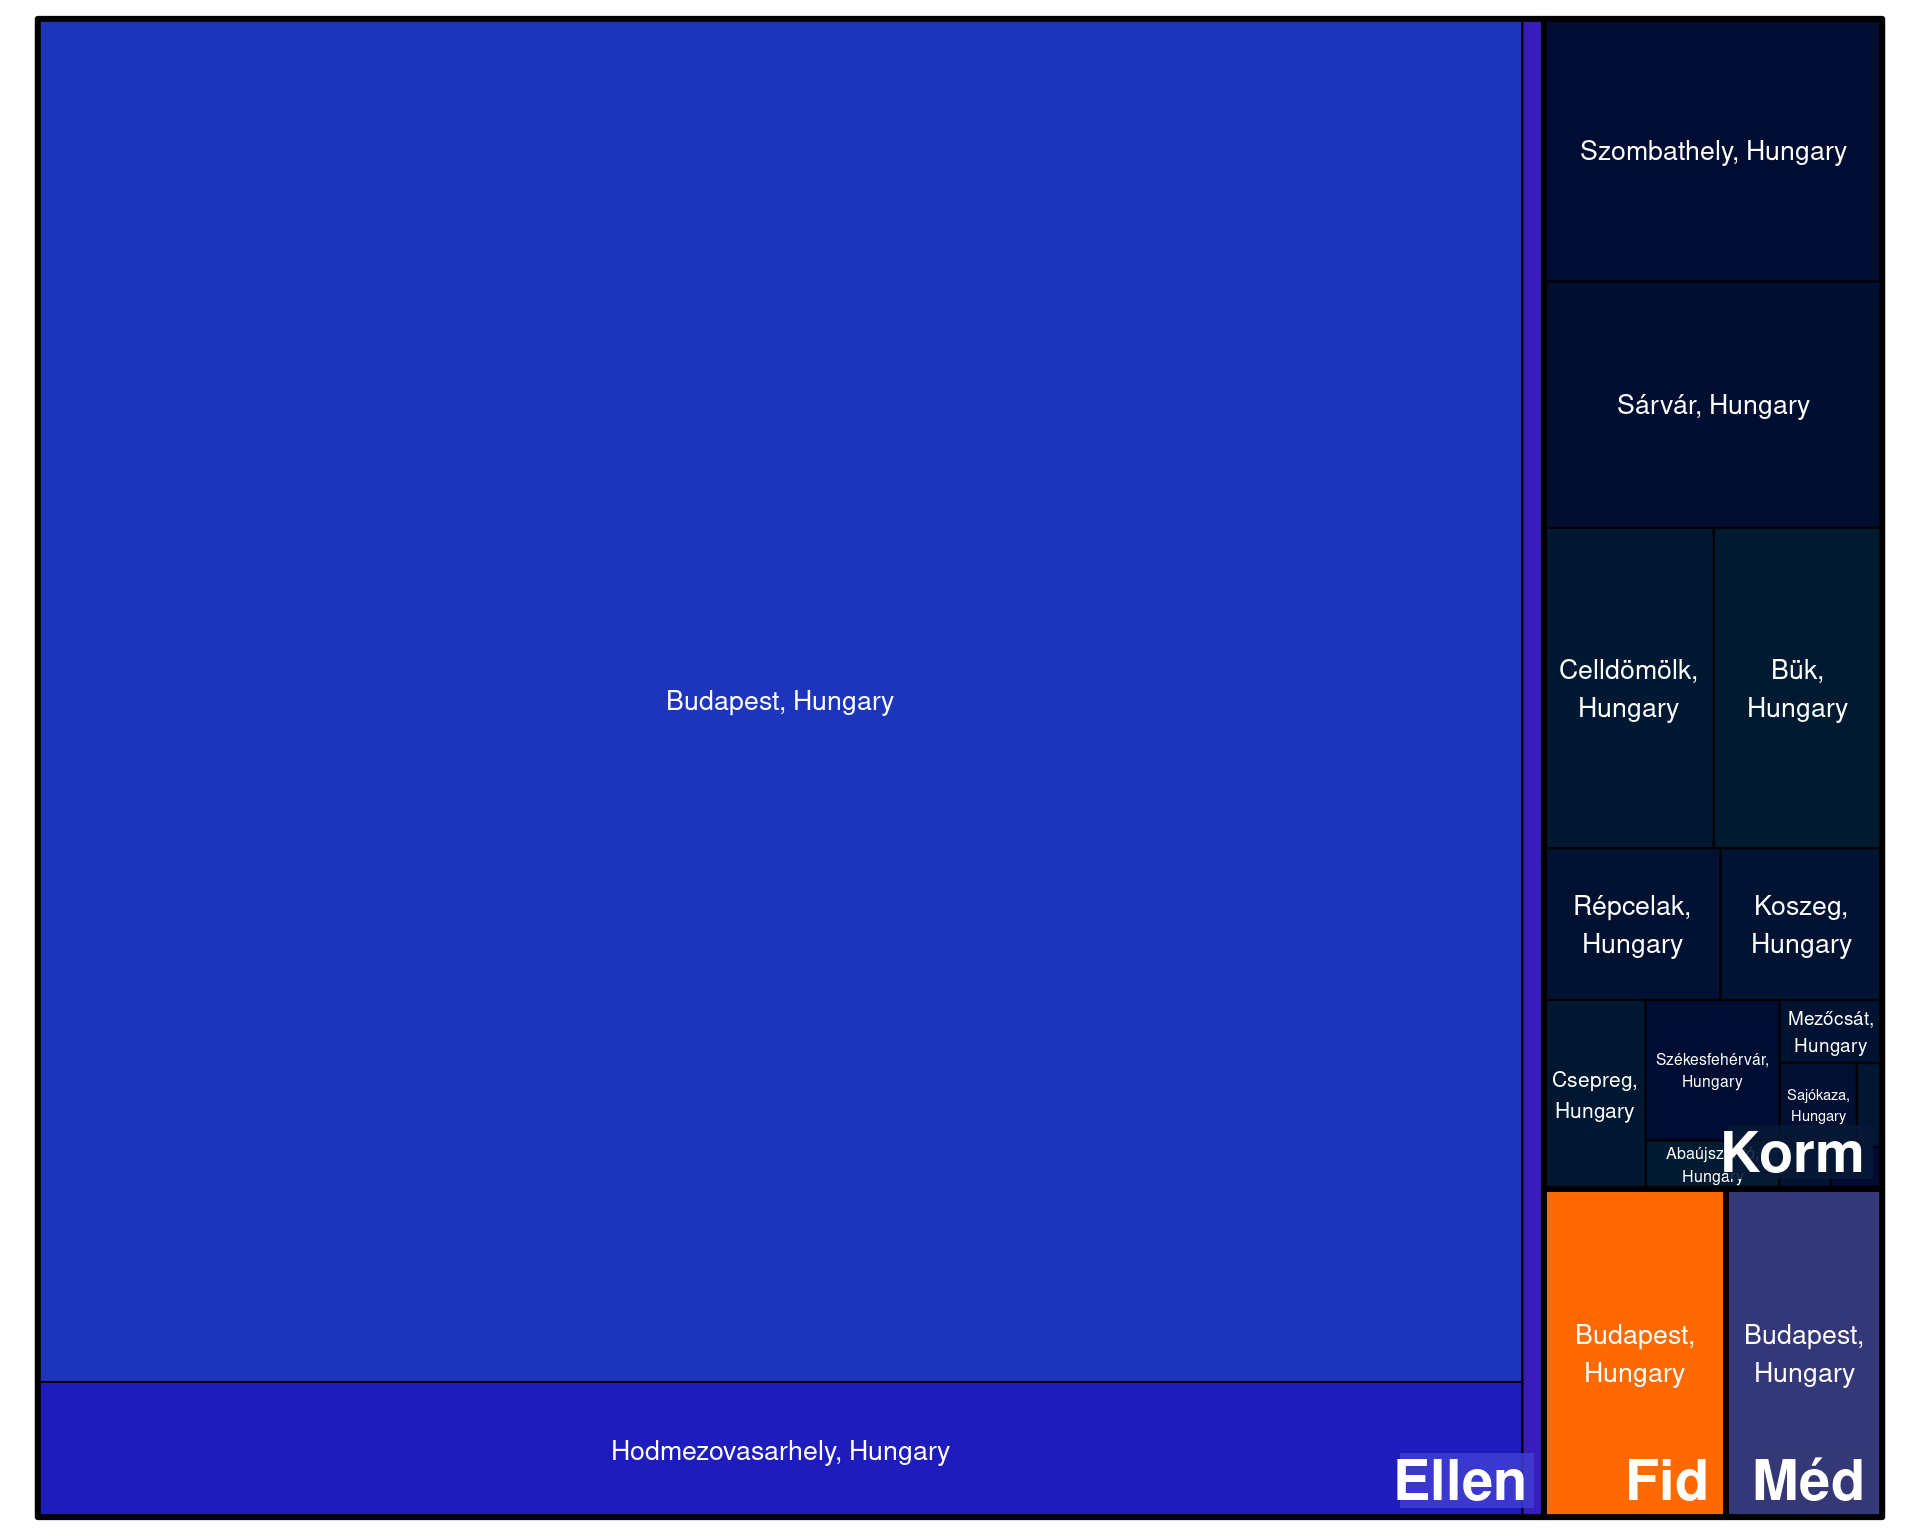 Budapest, Hungary
Hodmezovasarhely, Hungary
Ellen
Szombathely, Hungary
Sárvár, Hungary
Celldömölk,
Hungary
Bük,
Hungary
Répcelak,
Hungary
Koszeg,
Hungary
Csepreg,
Hungary
Székesfehérvár,
Hungary
Mezőcsát,
Hungary
Sajókaza,
Hungary
Hungary
Korm
Budapest,
Hungary
Fid
Budapest,
Hungary
Méd